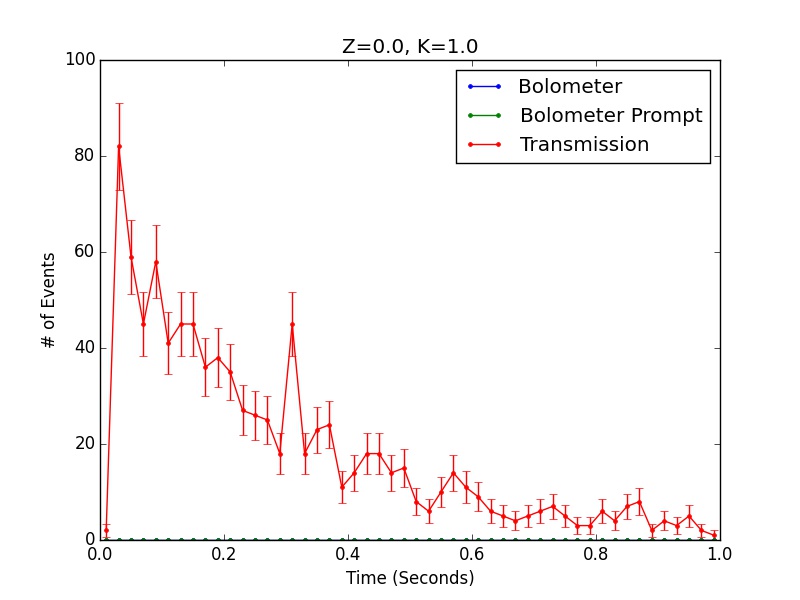 Z=0.0, K=1.0
Bolometer
Bolometer Prompt
Transmission
100
80
60
40
20
0
# of Events
0.0 0.2 0.4 0.6 0.8 1.0
Time (Seconds)